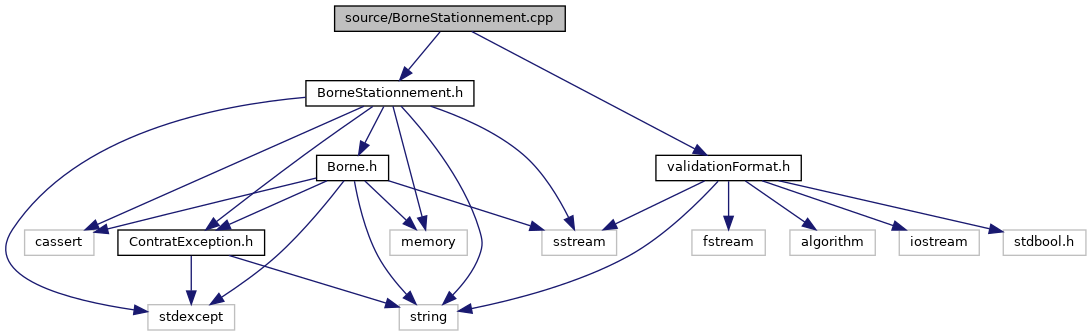 source/BorneStationnement.cpp
BorneStationnement.h
Borne.h
validationFormat.h
cassert
ContratException.h
memory
sstream
fstream
algorithm
iostream
stdbool.h
stdexcept
string